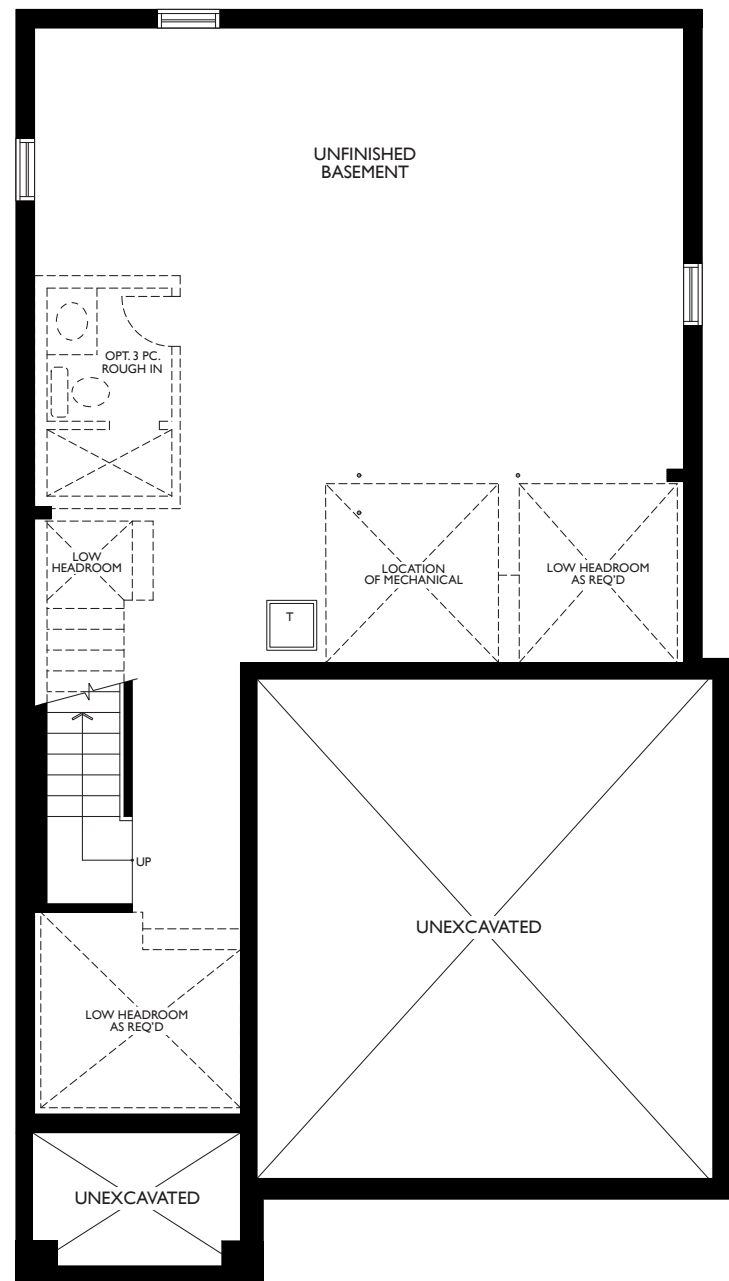 UNFINISHED
BASEMENT
OPT. 3 PC.
ROUGH IN
LOW
HEADROOM
LOCATION
OF MECHANICAL
LOW HEADROOM
AS REQ'D
T
UP
UNEXCAVATED
LOW HEADROOM
AS REQ'D
UNEXCAVATED